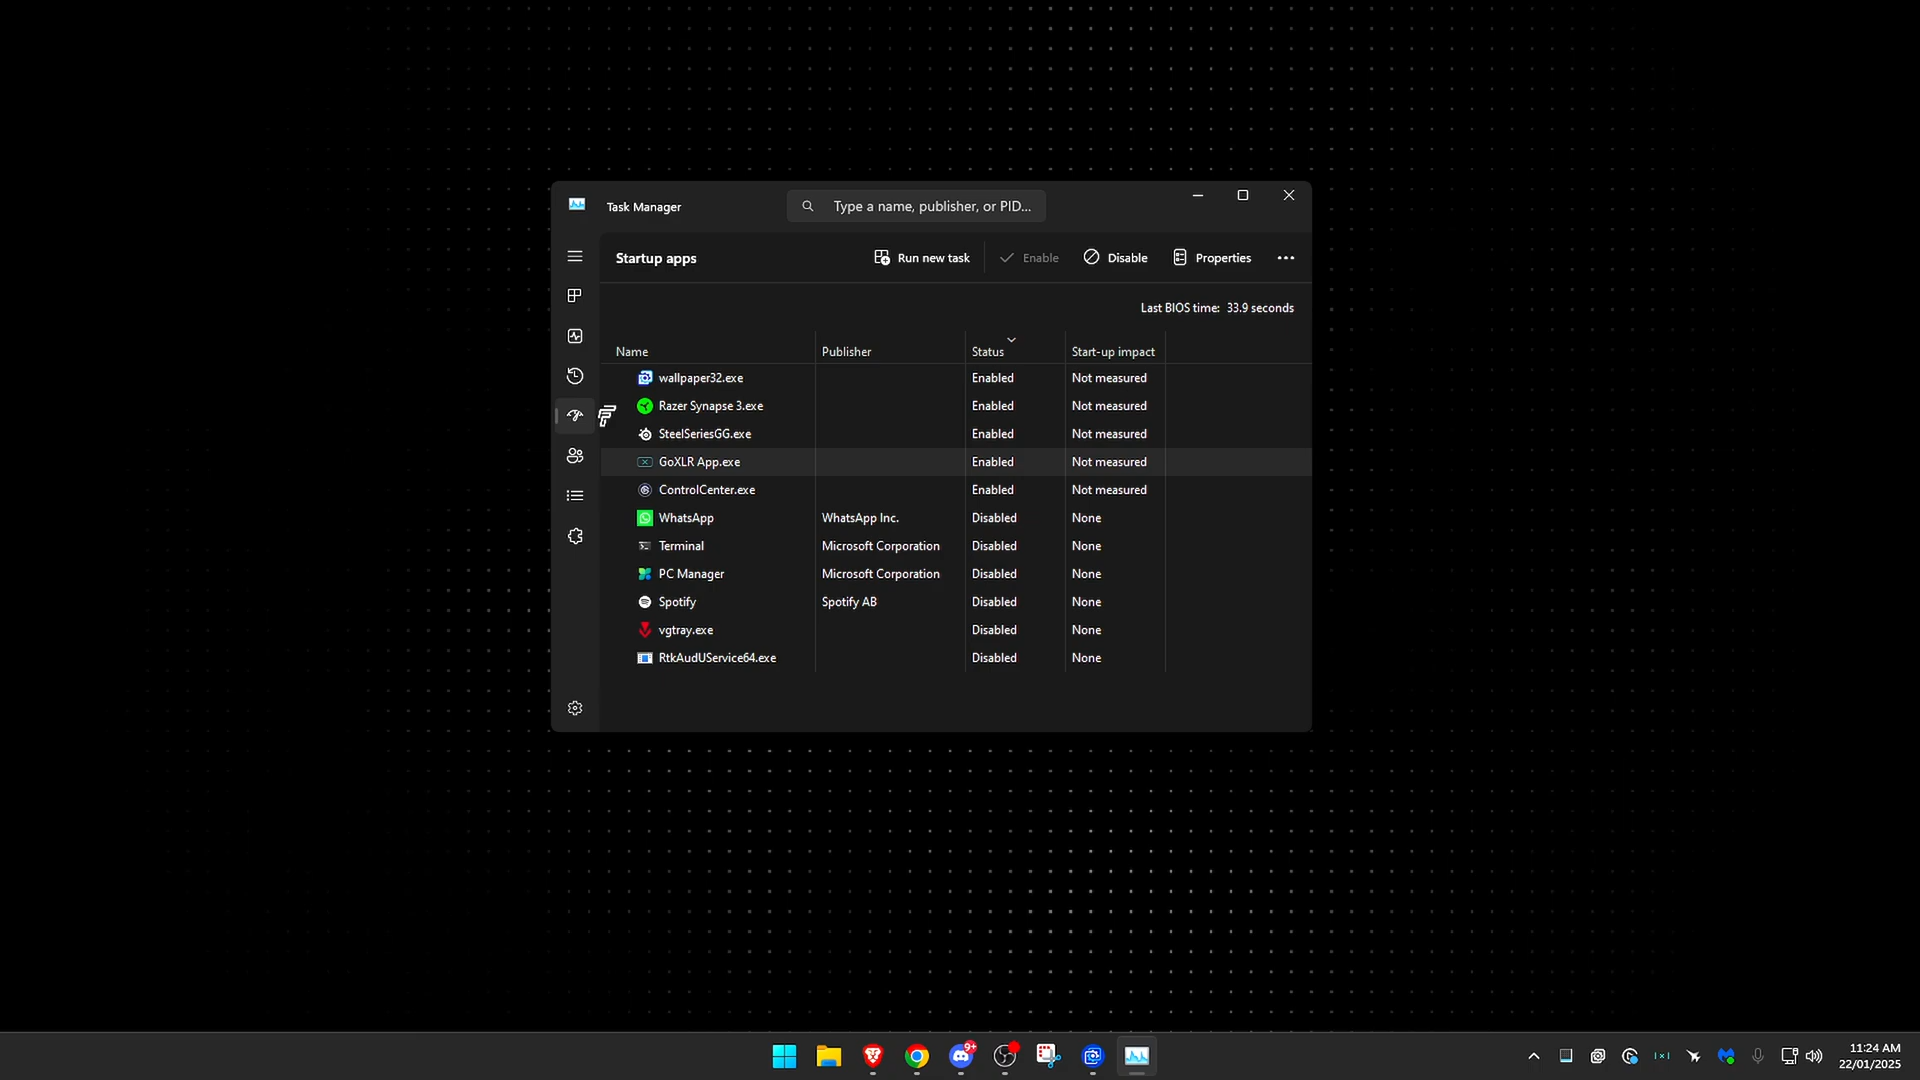 Task Manager
Type a name, publisher, or PID...
Startup apps
Run new task
Enable
Disable
Properties
Last BIOS time: 33.9 seconds
Name Publisher Status Start-up impact
wallpaper32.exe Enabled Not measured
Razer Synapse 3.exe Enabled Not measured
SteelSeriesGG.exe Enabled Not measured
GoXLR App.exe Enabled Not measured
ControlCenter.exe Enabled Not measured
WhatsApp WhatsApp Inc. Disabled None
Terminal Microsoft Corporation Disabled None
PC Manager Microsoft Corporation Disabled None
Spotify Spotify AB Disabled None
vgtray.exe Disabled None
RtkAudUService64.exe Disabled None
9+
11:24 AM
22/01/2025